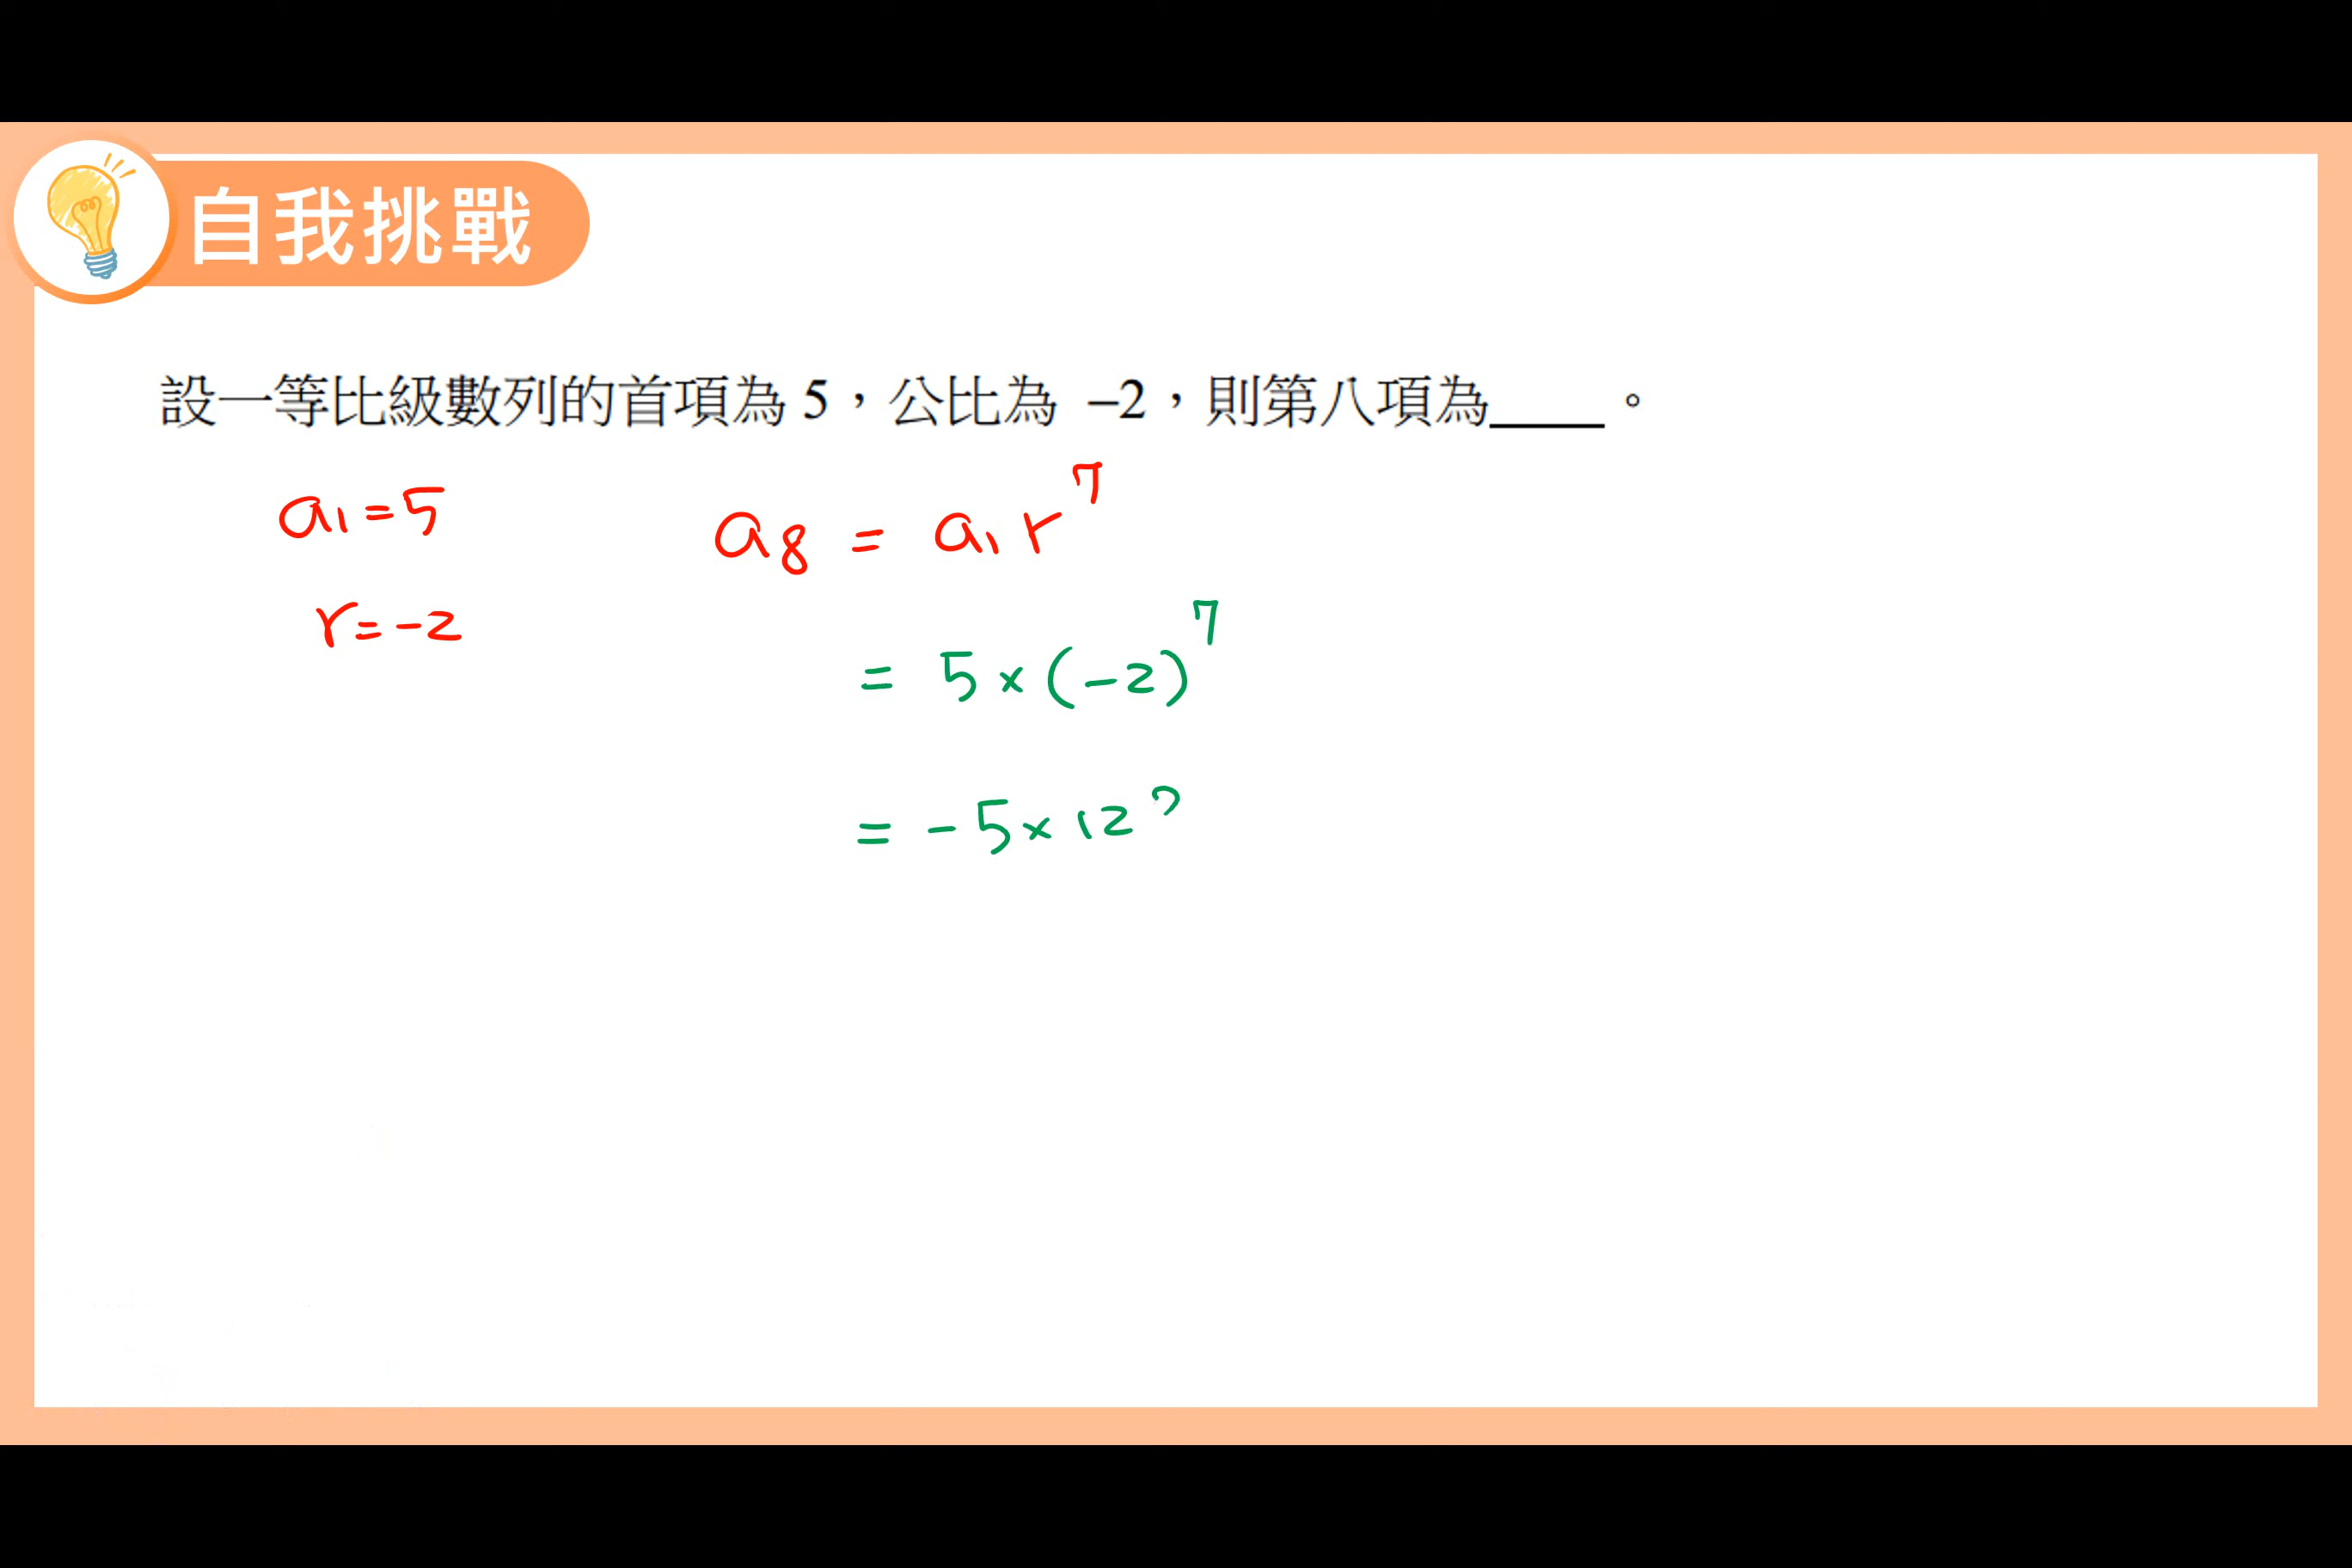 自我挑戰
設一等比級數列的首項為 5，公比為 –2，則第八項為____。
a₁=5
a₈ = a₁r⁷
r=-2
= 5×(-2)⁷
= -5×12